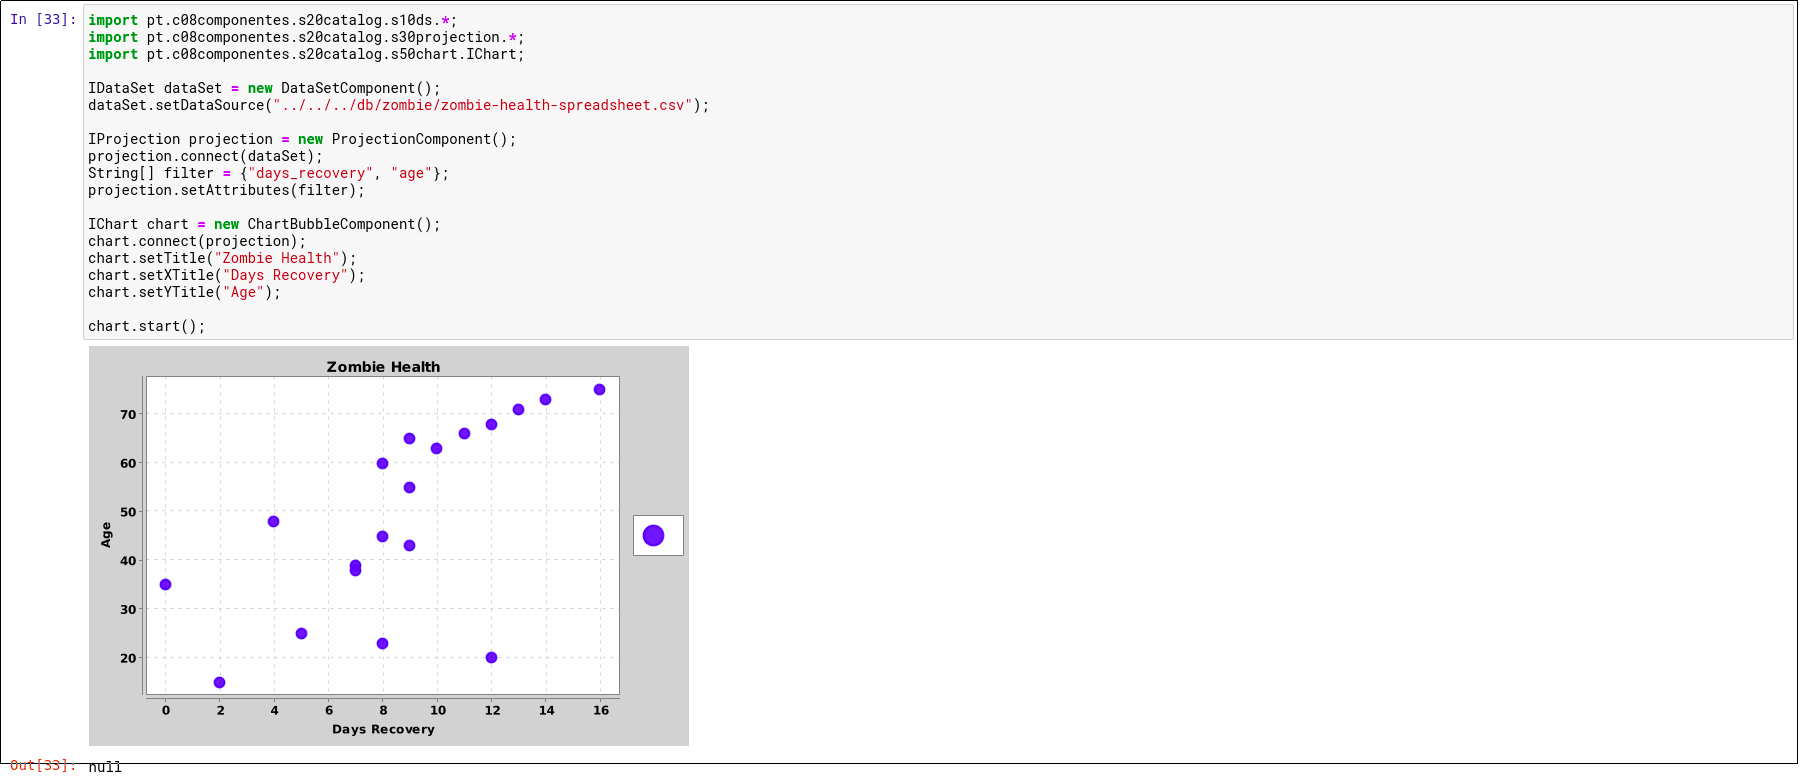 In [33]:
import pt.c08componentes.s20catalog.s10ds.*;
import pt.c08componentes.s20catalog.s30projection.*;
import pt.c08componentes.s20catalog.s50chart.IChart;
IDataSet dataSet = new DataSetComponent();
dataSet.setDataSource("../../../db/zombie/zombie-health-spreadsheet.csv");
IProjection projection = new ProjectionComponent();
projection.connect(dataSet);
String[] filter = {"days_recovery", "age"};
projection.setAttributes(filter);
IChart chart = new ChartBubbleComponent();
chart.connect(projection);
chart.setTitle("Zombie Health");
chart.setXTitle("Days Recovery");
chart.setYTitle("Age");
chart.start();
Zombie Health
70
60
50
40
30
20
Age
0 2 4 6 8 10 12 14 16
Days Recovery
Out[33]: null